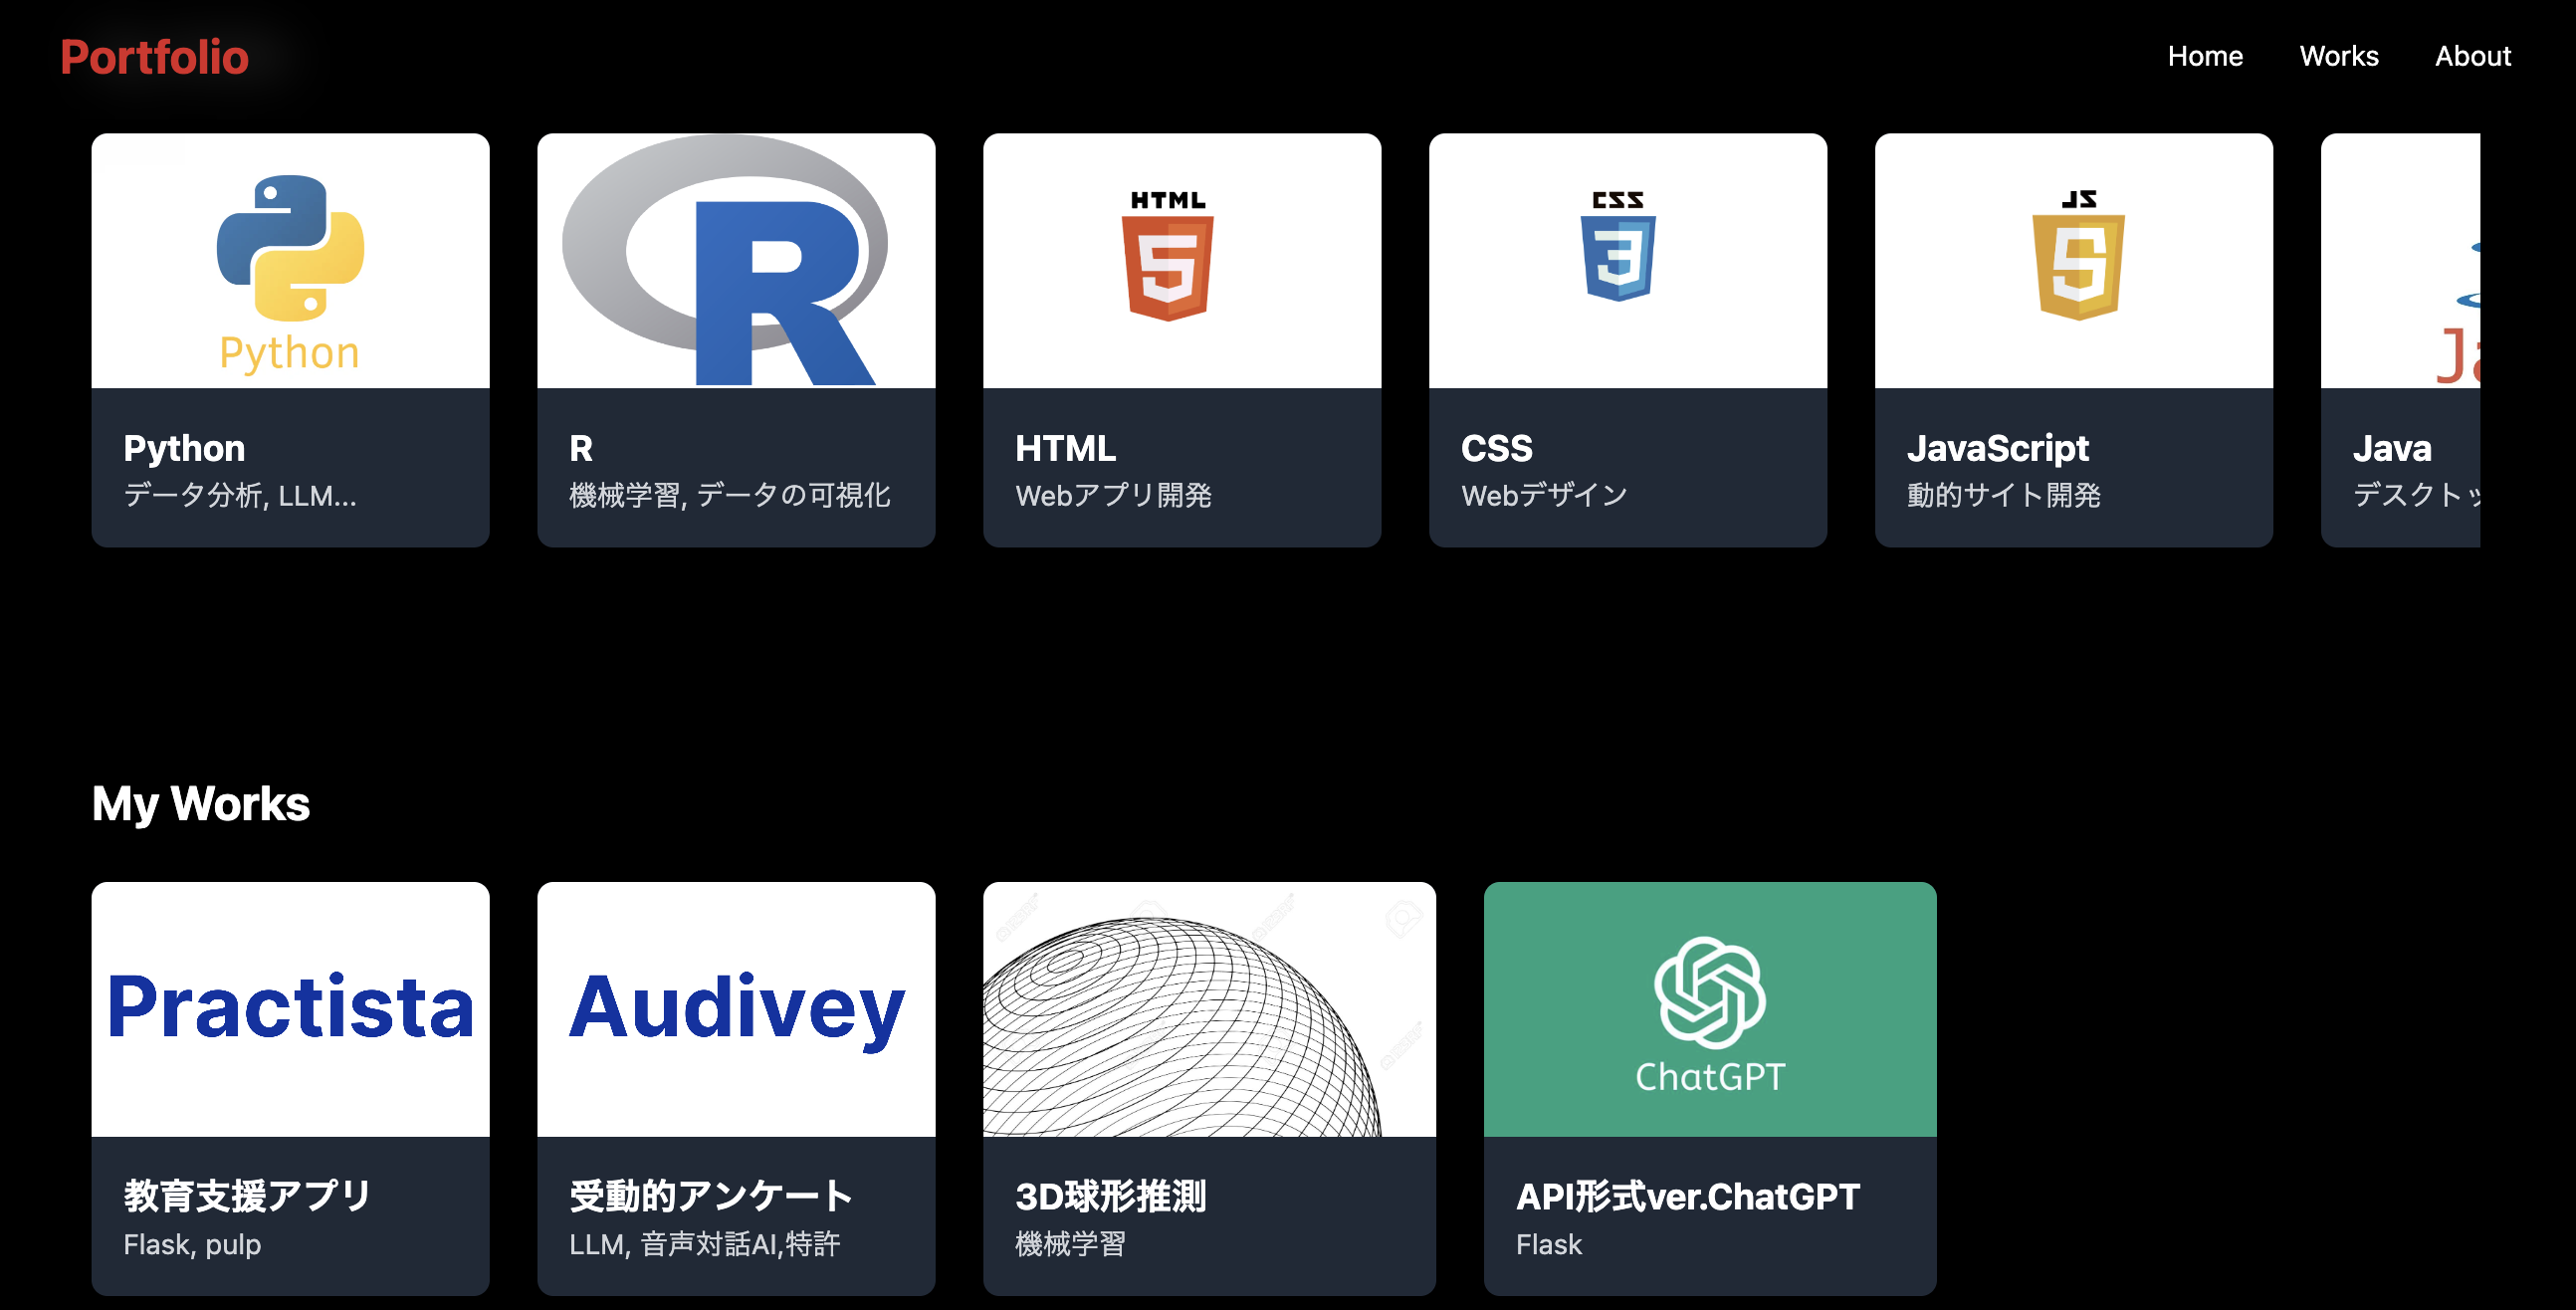 Portfolio
Home Works About
Python
R
HTML
CSS
JS
Ja
Python
データ分析, LLM...
R
機械学習, データの可視化
HTML
Webアプリ開発
CSS
Webデザイン
JavaScript
動的サイト開発
Java
デスクトッ
My Works
Practista
Audivey
ChatGPT
教育支援アプリ
Flask, pulp
受動的アンケート
LLM, 音声対話AI,特許
3D球形推測
機械学習
API形式ver.ChatGPT
Flask